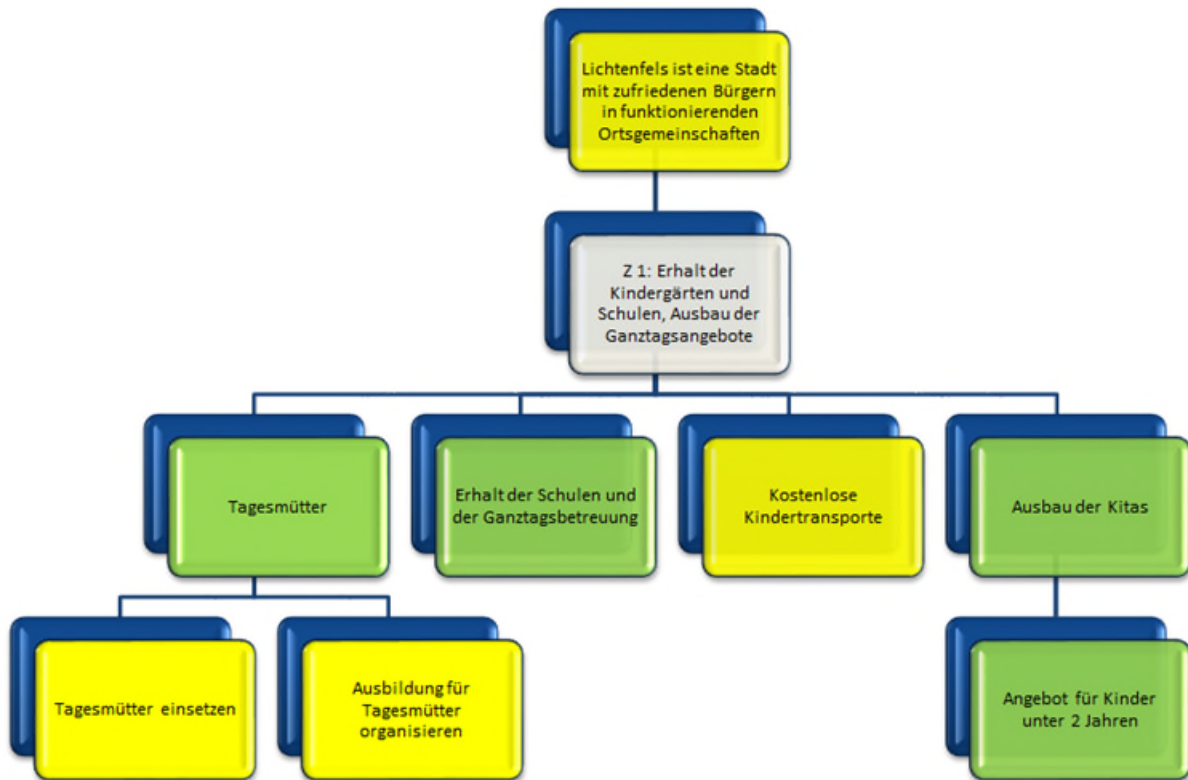 Lichtenfels ist eine Stadt
mit zufriedenen Bürgern
in funktionierenden
Ortsgemeinschaften
Z 1: Erhalt der
Kindergärten und
Schulen, Ausbau der
Ganztagsangebote
Tagesmütter
Erhalt der Schulen und
der Ganztagsbetreuung
Kostenlose
Kindertransporte
Ausbau der Kitas
Tagesmütter einsetzen
Ausbildung für
Tagesmütter
organisieren
Angebot für Kinder
unter 2 Jahren